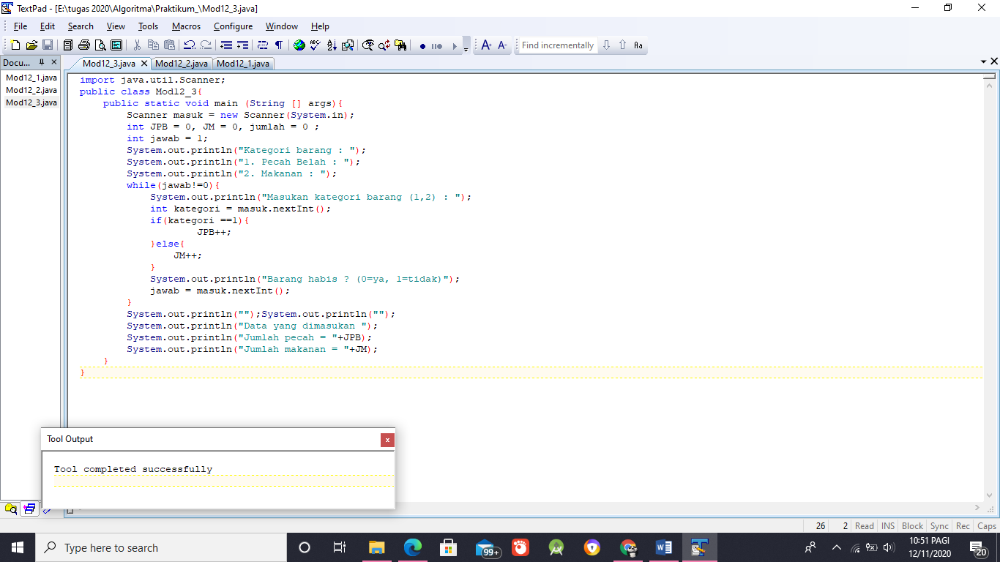 TextPad - [E:\tugas 2020\Algoritma\Praktikum_\Mod12_3.java]
File Edit Search View Tools Macros Configure Window Help
Find incrementally
Docu...
Mod12_3.java Mod12_2.java Mod12_1.java
Mod12_1.java
Mod12_2.java
Mod12_3.java
import java.util.Scanner;
public class Mod12_3{
    public static void main (String [] args){
        Scanner masuk = new Scanner(System.in);
        int JPB = 0, JM = 0, jumlah = 0 ;
        int jawab = 1;
        System.out.println("Kategori barang : ");
        System.out.println("1. Pecah Belah : ");
        System.out.println("2. Makanan : ");
        while(jawab!=0){
            System.out.println("Masukan kategori barang (1,2) : ");
            int kategori = masuk.nextInt();
            if(kategori ==1){
                    JPB++;
            }else{
                JM++;
            }
            System.out.println("Barang habis ? (0=ya, 1=tidak)");
            jawab = masuk.nextInt();
        }
        System.out.println("");System.out.println("");
        System.out.println("Data yang dimasukan ");
        System.out.println("Jumlah pecah = "+JPB);
        System.out.println("Jumlah makanan = "+JM);
    }
}
Tool Output
Tool completed successfully
26 2 Read INS Block Sync Rec Caps
Type here to search
99+
10:51 PAGI
12/11/2020
20